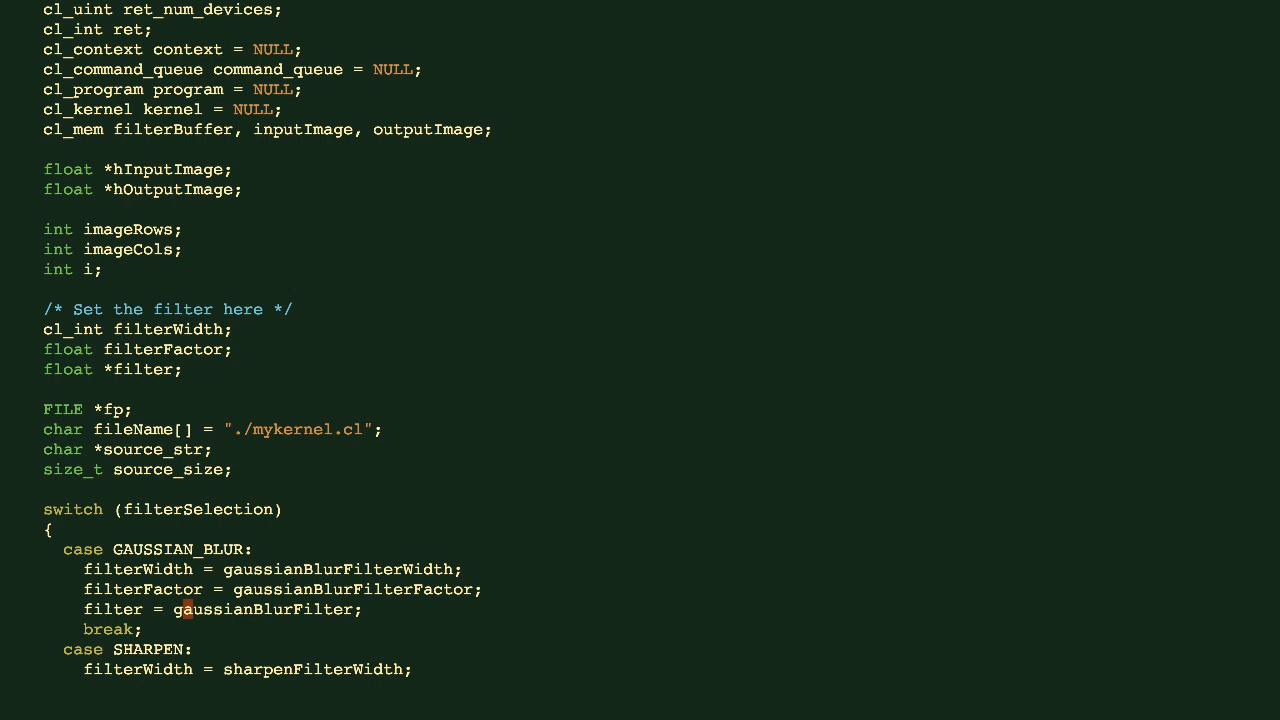 cl_uint ret_num_devices;
cl_int ret;
cl_context context = NULL;
cl_command_queue command_queue = NULL;
cl_program program = NULL;
cl_kernel kernel = NULL;
cl_mem filterBuffer, inputImage, outputImage;
float *hInputImage;
float *hOutputImage;
int imageRows;
int imageCols;
int i;
/* Set the filter here */
cl_int filterWidth;
float filterFactor;
float *filter;
FILE *fp;
char fileName[] = "./mykernel.cl";
char *source_str;
size_t source_size;
switch (filterSelection)
{
case GAUSSIAN_BLUR:
filterWidth = gaussianBlurFilterWidth;
filterFactor = gaussianBlurFilterFactor;
filter = gaussianBlurFilter;
break;
case SHARPEN:
filterWidth = sharpenFilterWidth;